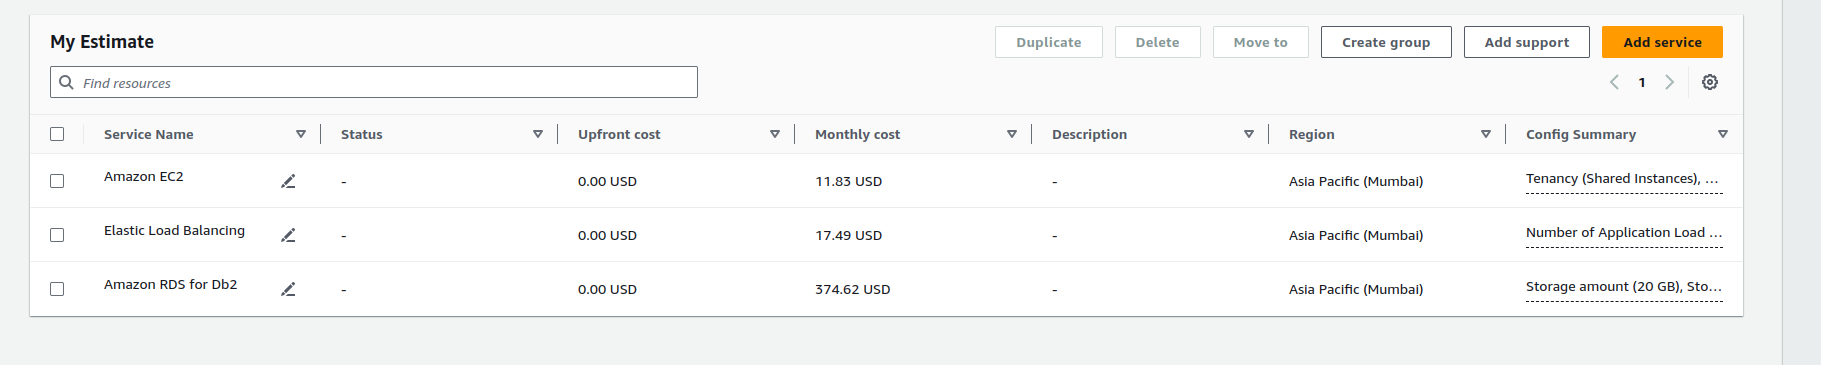 My Estimate
Duplicate Delete Move to Create group Add support Add service
Find resources
1
Service Name Status Upfront cost Monthly cost Description Region Config Summary
Amazon EC2 - 0.00 USD 11.83 USD - Asia Pacific (Mumbai) Tenancy (Shared Instances), ...
Elastic Load Balancing - 0.00 USD 17.49 USD - Asia Pacific (Mumbai) Number of Application Load ...
Amazon RDS for Db2 - 0.00 USD 374.62 USD - Asia Pacific (Mumbai) Storage amount (20 GB), Sto...